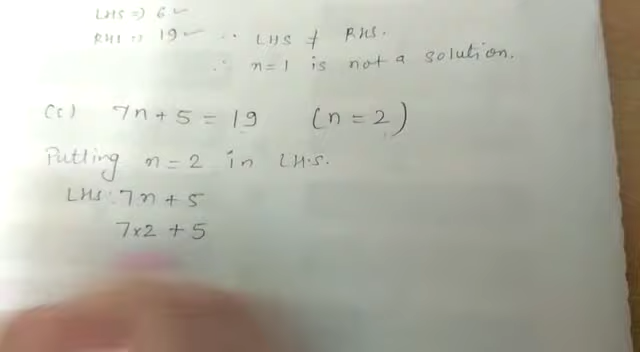 LHS => 6 ✓
RHS => 19 ✓ ∴ LHS ≠ RHS.
∴ n=1 is not a solution.
(c) 7n + 5 = 19 (n = 2)
Putting n = 2 in LH.S.
LHS: 7n + 5
7×2 + 5